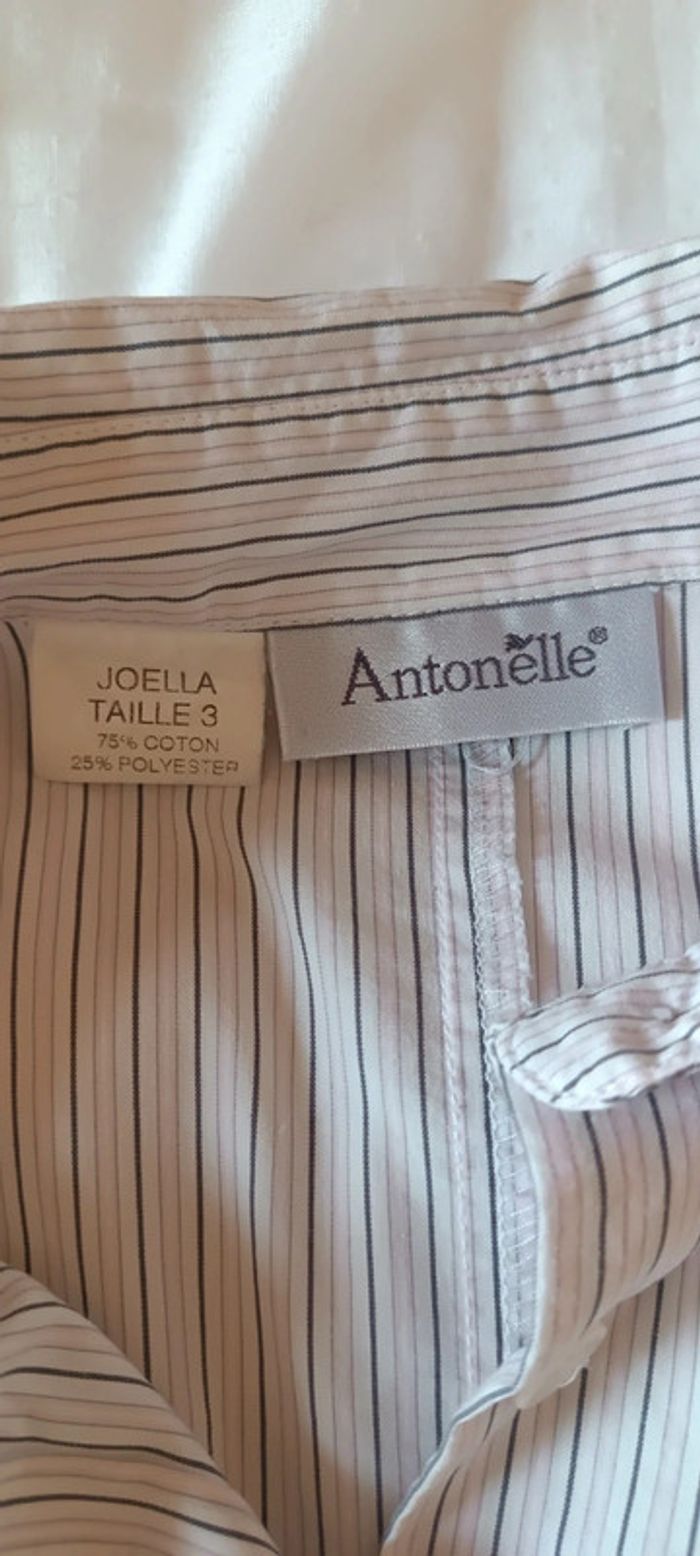 JOELLA
TAILLE 3
75% COTON
25% POLYESTER
Antonelle®